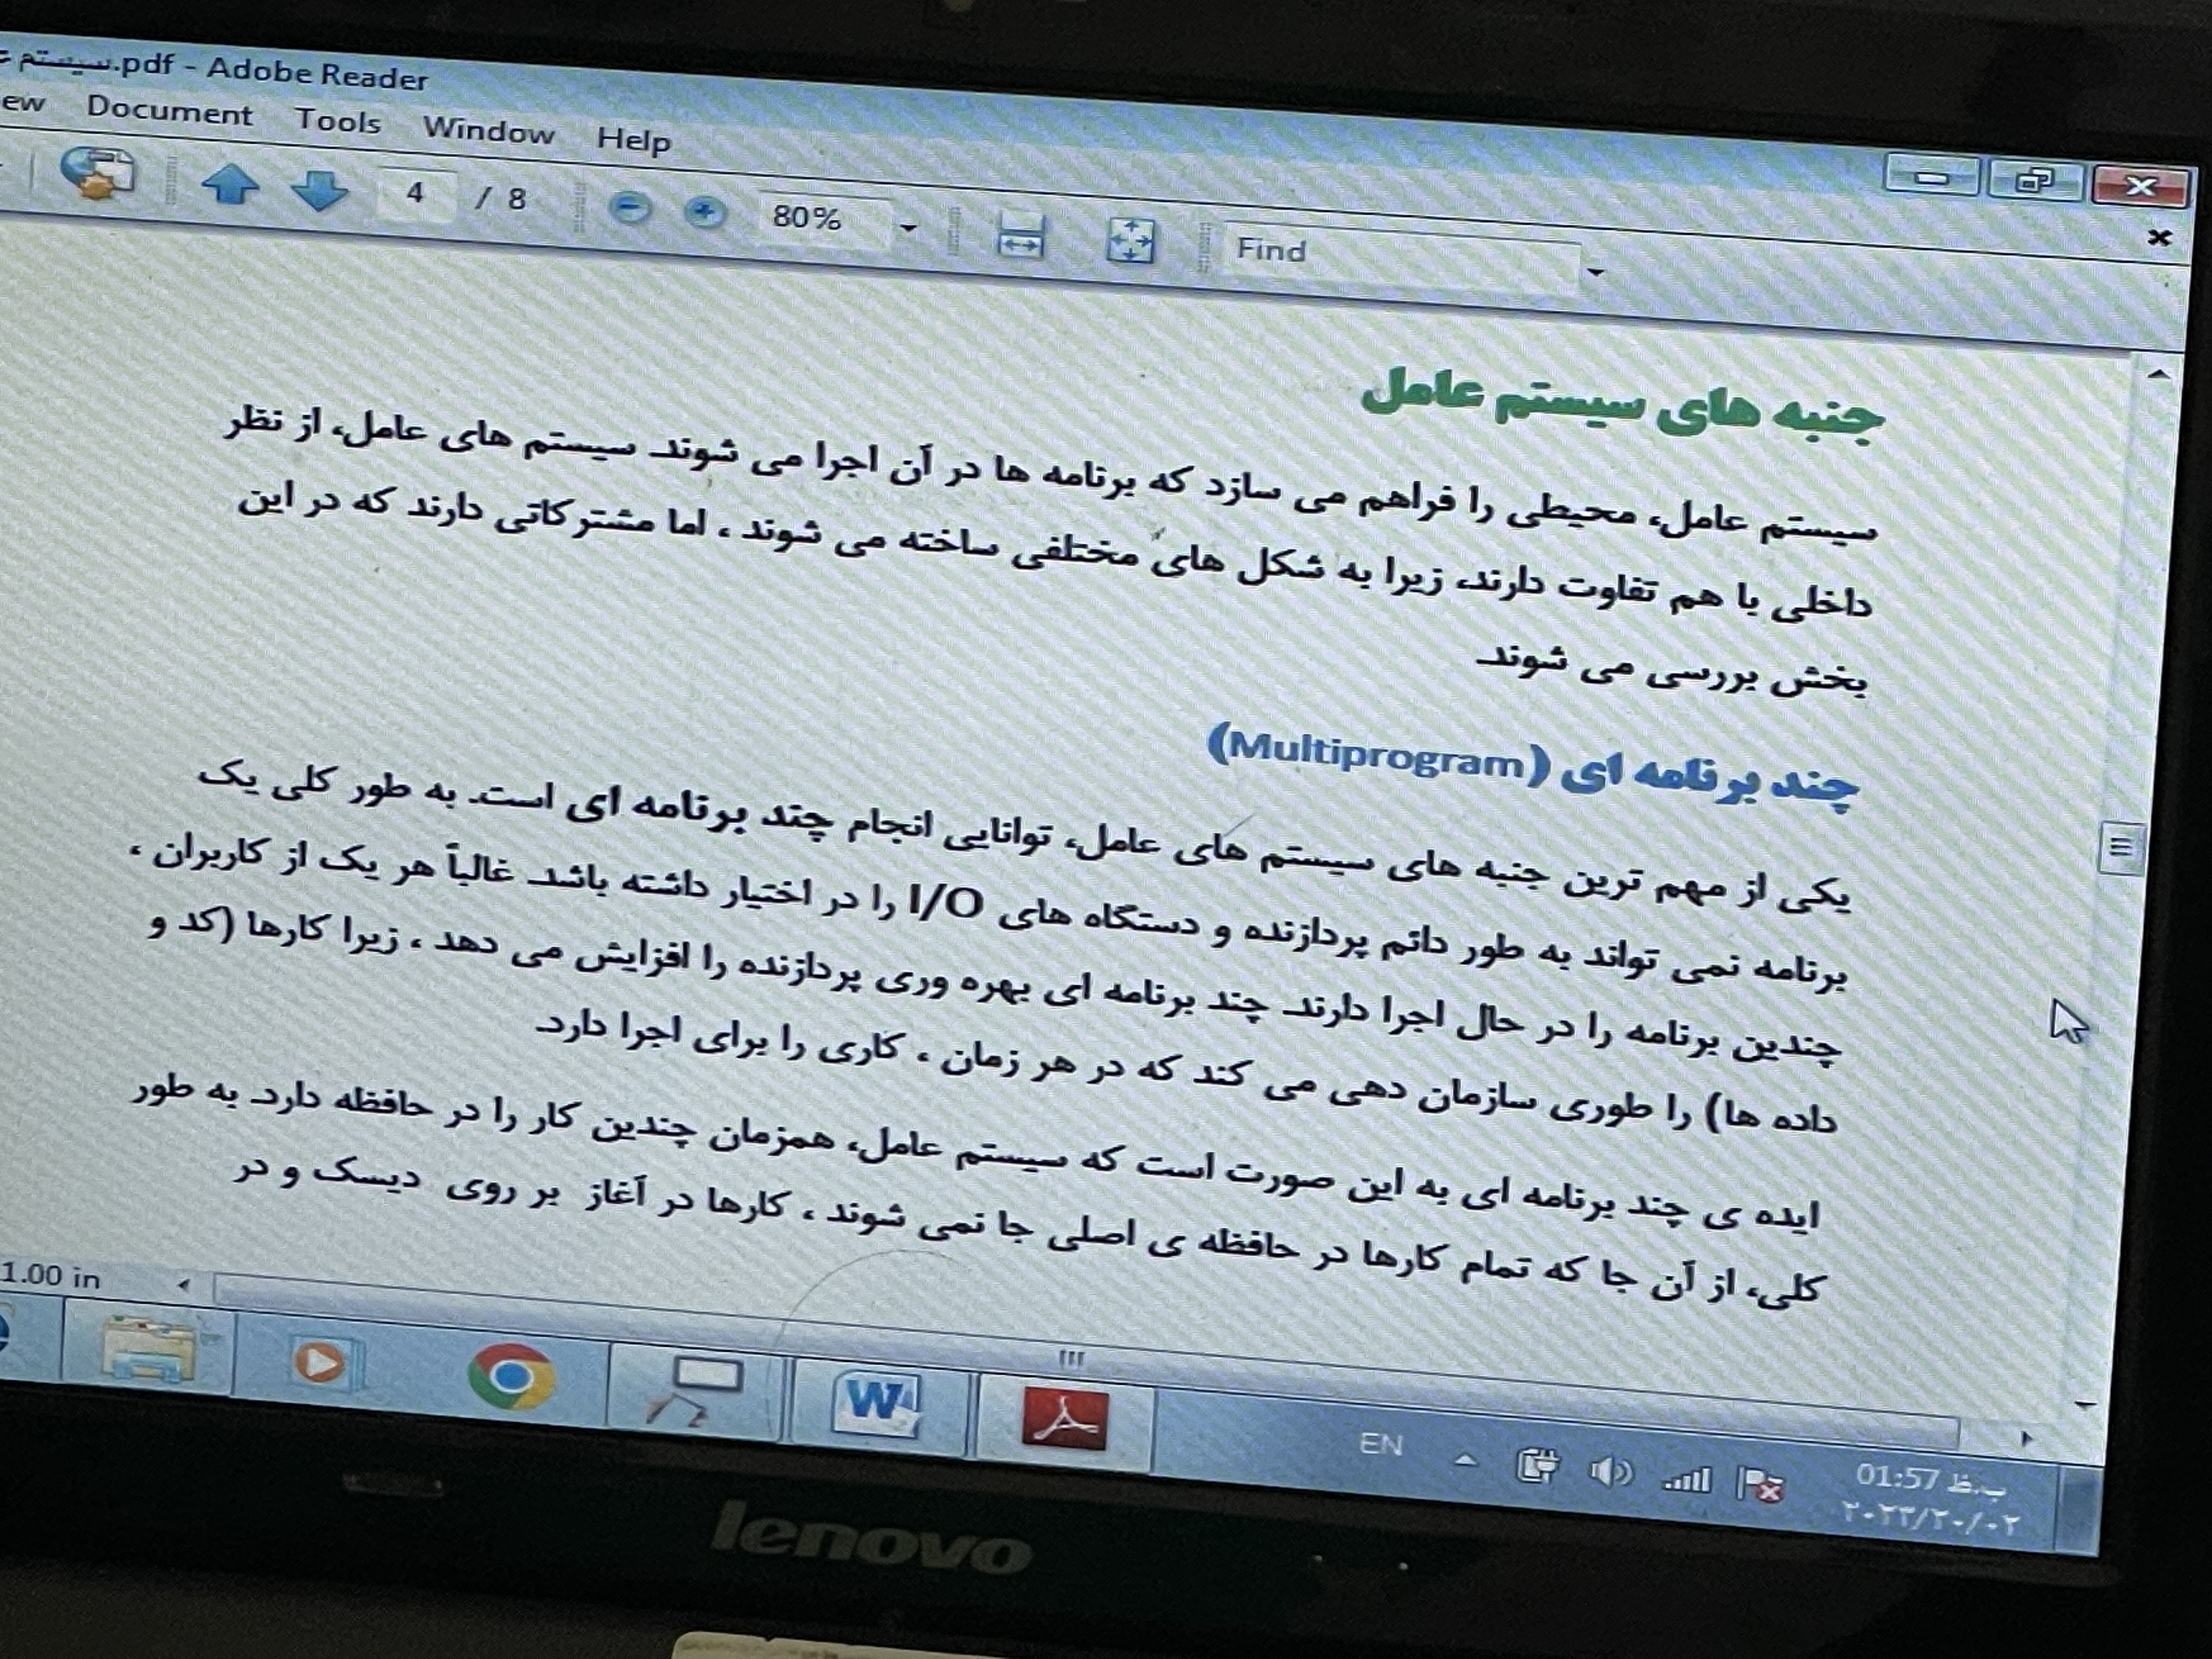 سیستم.pdf - Adobe Reader
ew Document Tools Window Help
4 / 8 80% Find
جنبه های سیستم عامل
سیستم عامل، محیطی را فراهم می سازد که برنامه ها در آن اجرا می شوند. سیستم های عامل، از نظر
داخلی با هم تفاوت دارند، زیرا به شکل های مختلفی ساخته می شوند ، اما مشترکاتی دارند که در این
بخش بررسی می شوند.
چند برنامه ای (Multiprogram)
یکی از مهم ترین جنبه های سیستم های عامل، توانایی انجام چند برنامه ای است. به طور کلی یک
برنامه نمی تواند به طور دائم پردازنده و دستگاه های I/O را در اختیار داشته باشد. غالباً هر یک از کاربران ،
چندین برنامه را در حال اجرا دارند. چند برنامه ای بهره وری پردازنده را افزایش می دهد ، زیرا کارها (کد و
داده ها) را طوری سازمان دهی می کند که در هر زمان ، کاری را برای اجرا دارد.
ایده ی چند برنامه ای به این صورت است که سیستم عامل، همزمان چندین کار را در حافظه دارد. به طور
کلی، از آن جا که تمام کارها در حافظه ی اصلی جا نمی شوند ، کارها در آغاز بر روی دیسک و در
1.00 in
EN
01:57 ب.ظ
۲۰۲۳/۲۰/۰۲
lenovo